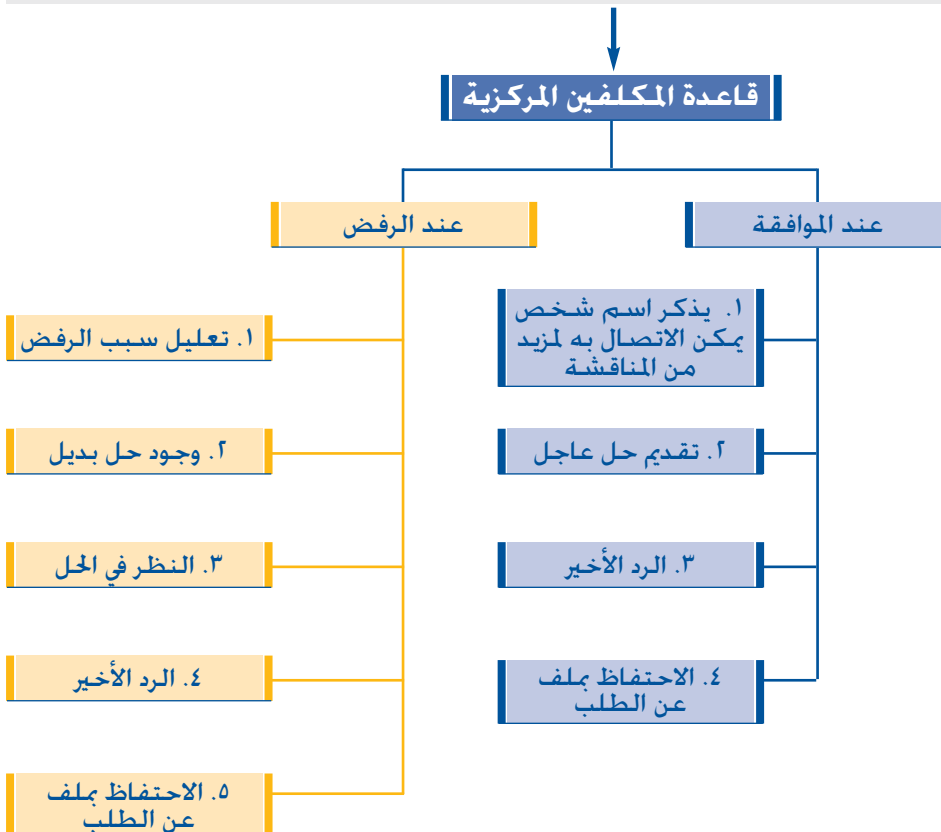 قاعدة المكلفين المركزية
عند الموافقة
١. يذكر اسم شخص
يمكن الاتصال به لمزيد
من المناقشة
٢. تقديم حل عاجل
٣. الرد الأخير
٤. الاحتفاظ بملف
عن الطلب
عند الرفض
١. تعليل سبب الرفض
٢. وجود حل بديل
٣. النظر في الحل
٤. الرد الأخير
٥. الاحتفاظ بملف
عن الطلب